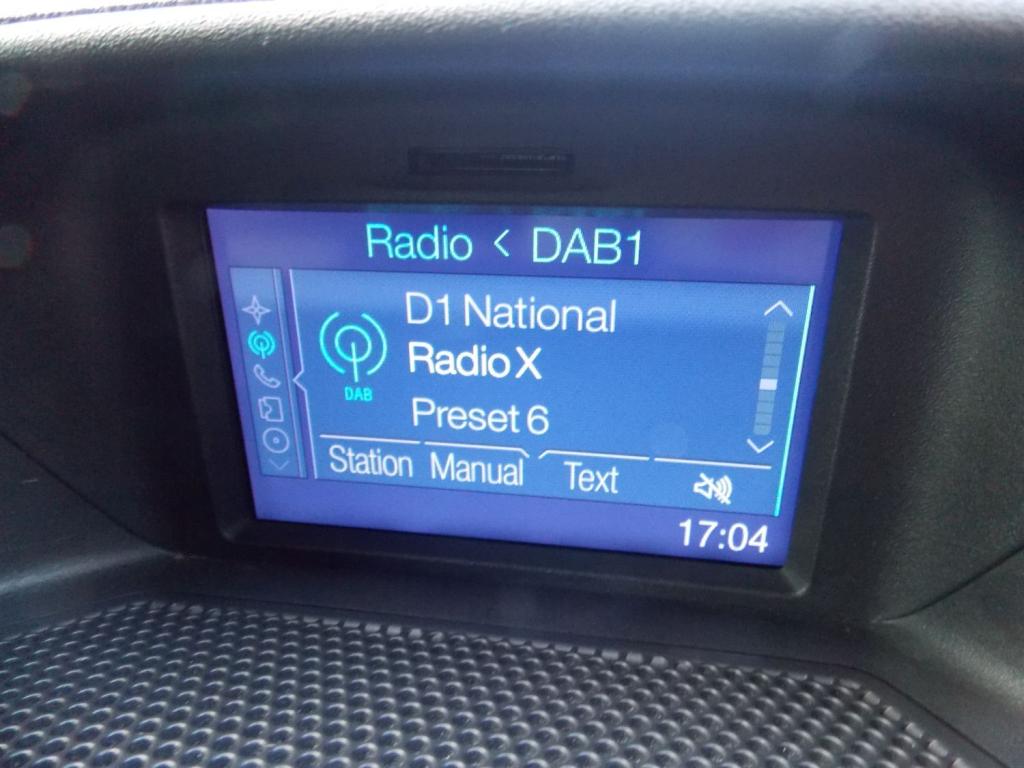 Radio < DAB1
D1 National
Radio X
DAB
Preset 6
Station Manual Text
17:04